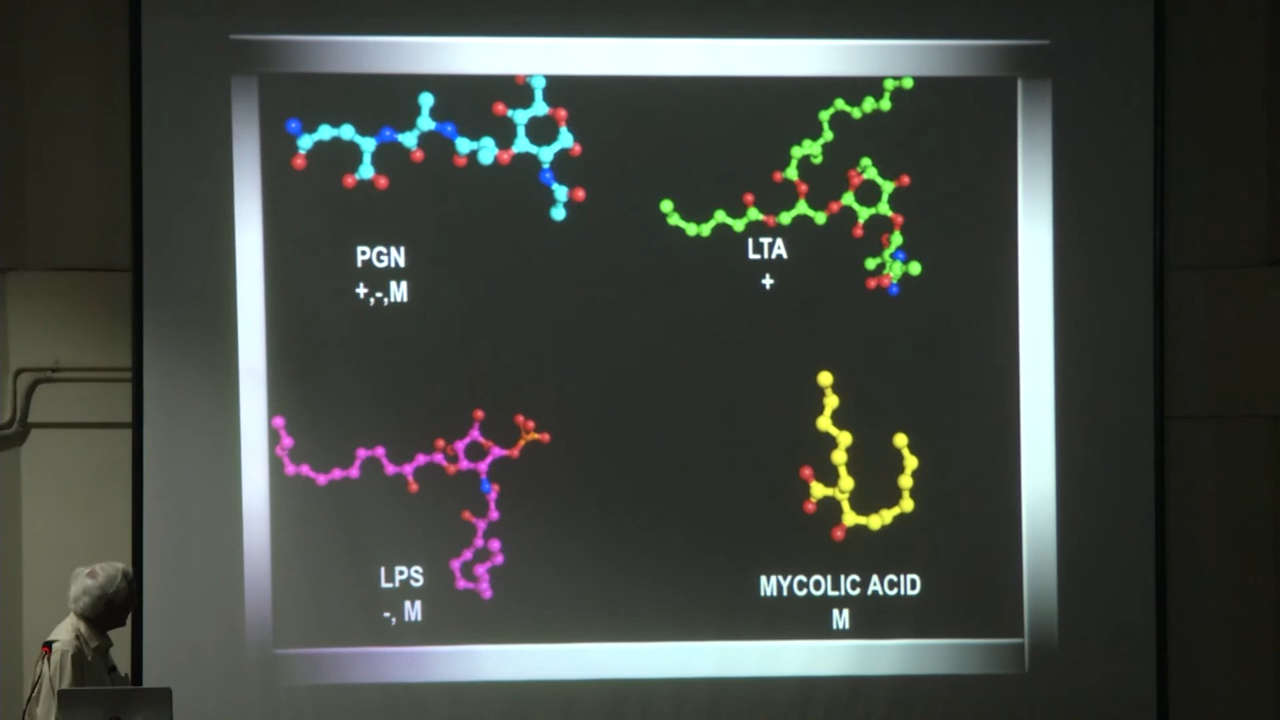 PGN
+,-,M
LTA
+
LPS
-, M
MYCOLIC ACID
M